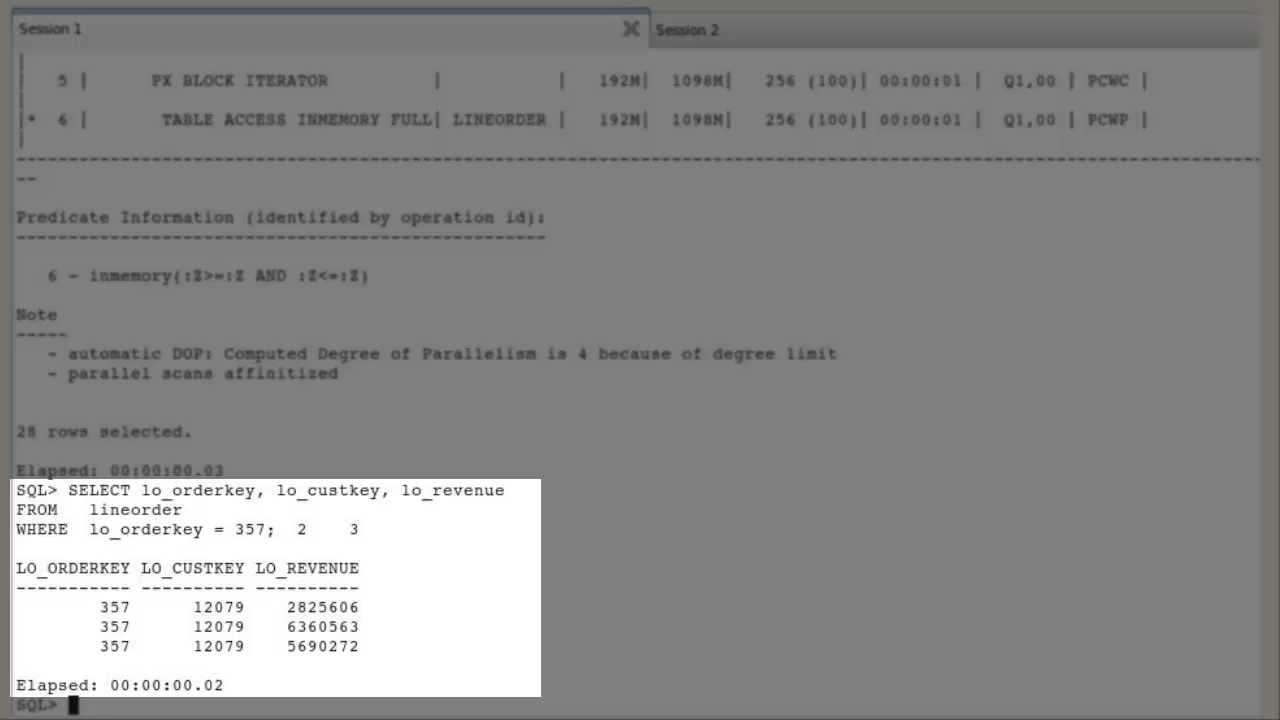 Session 1 Session 2
| 5 | PX BLOCK ITERATOR | | 192M| 1098M| 256 (100)| 00:00:01 | Q1,00 | PCWC |
|* 6 | TABLE ACCESS INMEMORY FULL| LINEORDER | 192M| 1098M| 256 (100)| 00:00:01 | Q1,00 | PCWP |
--
Predicate Information (identified by operation id):
---------------------------------------------------
6 - inmemory(:Z>=:Z AND :Z<=:Z)
Note
-----
- automatic DOP: Computed Degree of Parallelism is 4 because of degree limit
- parallel scans affinitized
28 rows selected.
Elapsed: 00:00:00.03
SQL> SELECT lo_orderkey, lo_custkey, lo_revenue
FROM lineorder
WHERE lo_orderkey = 357; 2 3
LO_ORDERKEY LO_CUSTKEY LO_REVENUE
----------- ---------- ----------
357 12079 2825606
357 12079 6360563
357 12079 5690272
Elapsed: 00:00:00.02
SQL>